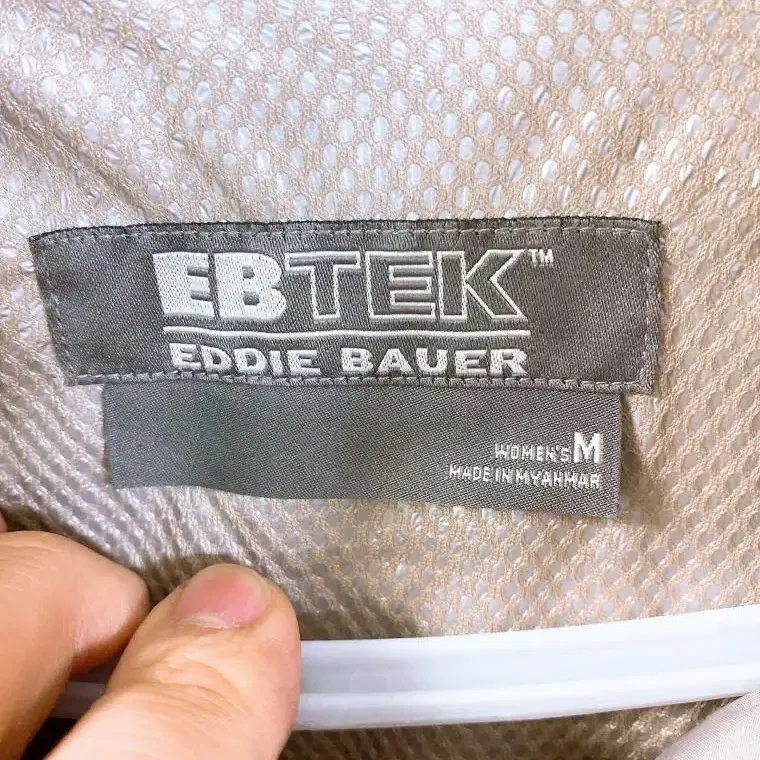 EBTEK™
EDDIE BAUER
WOMEN'S M
MADE IN MYANMAR